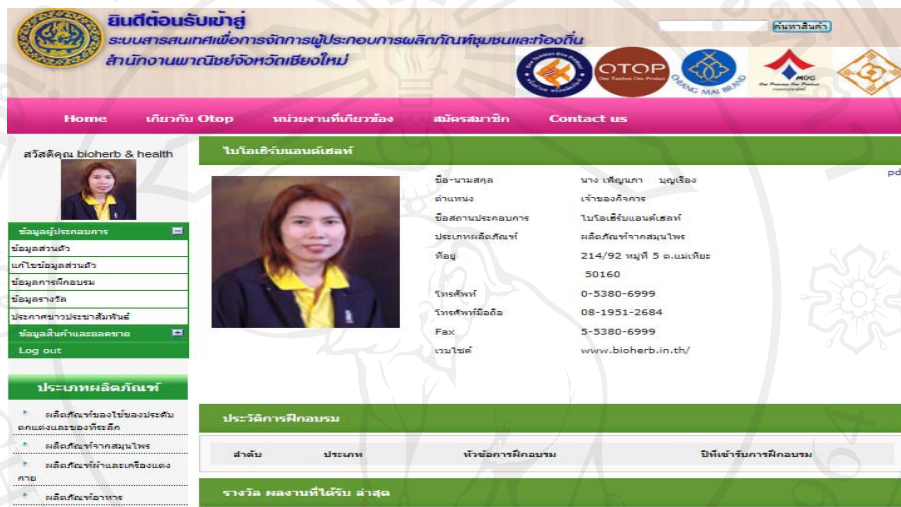 ยินดีต้อนรับเข้าสู่
ระบบสารสนเทศเพื่อการจัดการผู้ประกอบการผลิตภัณฑ์ชุมชนและท้องถิ่น
สำนักงานพาณิชย์จังหวัดเชียงใหม่
ค้นหาสินค้า
OTOP
One Tambon One Product
CHIANG MAI BRAND
MOC
Home เกี่ยวกับ Otop หน่วยงานที่เกี่ยวข้อง สมัครสมาชิก Contact us
สวัสดีคุณ bioherb & health
ข้อมูลผู้ประกอบการ
ข้อมูลส่วนตัว
แก้ไขข้อมูลส่วนตัว
ข้อมูลการฝึกอบรม
ข้อมูลรางวัล
ประกาศข่าวประชาสัมพันธ์
ข้อมูลสินค้าและยอดขาย
Log out
ประเภทผลิตภัณฑ์
ผลิตภัณฑ์ของใช้ของประดับ
ตกแต่งและของที่ระลึก
ผลิตภัณฑ์จากสมุนไพร
ผลิตภัณฑ์ผ้าและเครื่องแต่ง
กาย
ผลิตภัณฑ์อาหาร
ไบโอเฮิร์บแอนด์เฮลท์
pd
ชื่อ-นามสกุล นาง เพ็ญนภา บุญเรือง
ตำแหน่ง เจ้าของกิจการ
ชื่อสถานประกอบการ ไบโอเฮิร์บแอนด์เฮลท์
ประเภทผลิตภัณฑ์ ผลิตภัณฑ์จากสมุนไพร
ที่อยู่ 214/92 หมู่ที่ 5 ต.แม่เหียะ
50160
โทรศัพท์ 0-5380-6999
โทรศัพท์มือถือ 08-1951-2684
Fax 5-5380-6999
เวบไซต์ www.bioherb.in.th/
ประวัติการฝึกอบรม
ลำดับ ประเภท หัวข้อการฝึกอบรม ปีที่เข้ารับการฝึกอบรม
รางวัล ผลงานที่ได้รับ ล่าสุด